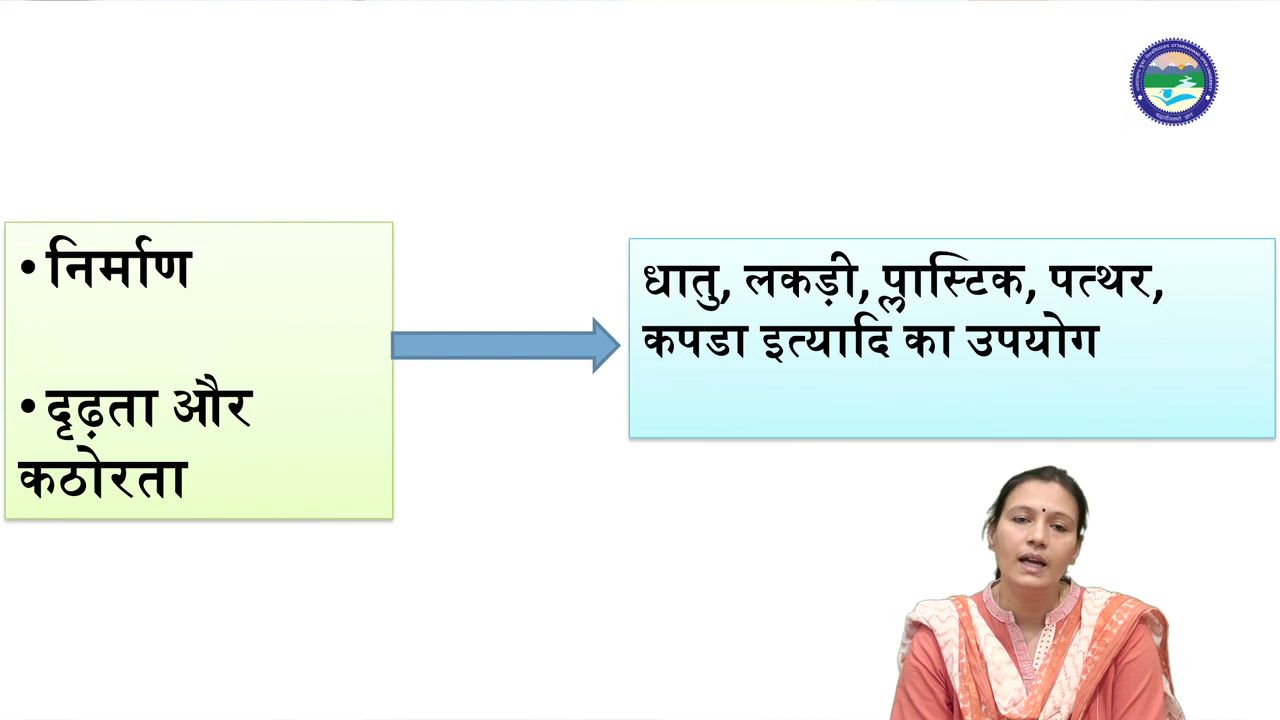 • निर्माण
• दृढ़ता और
कठोरता
धातु, लकड़ी, प्लास्टिक, पत्थर,
कपडा इत्यादि का उपयोग